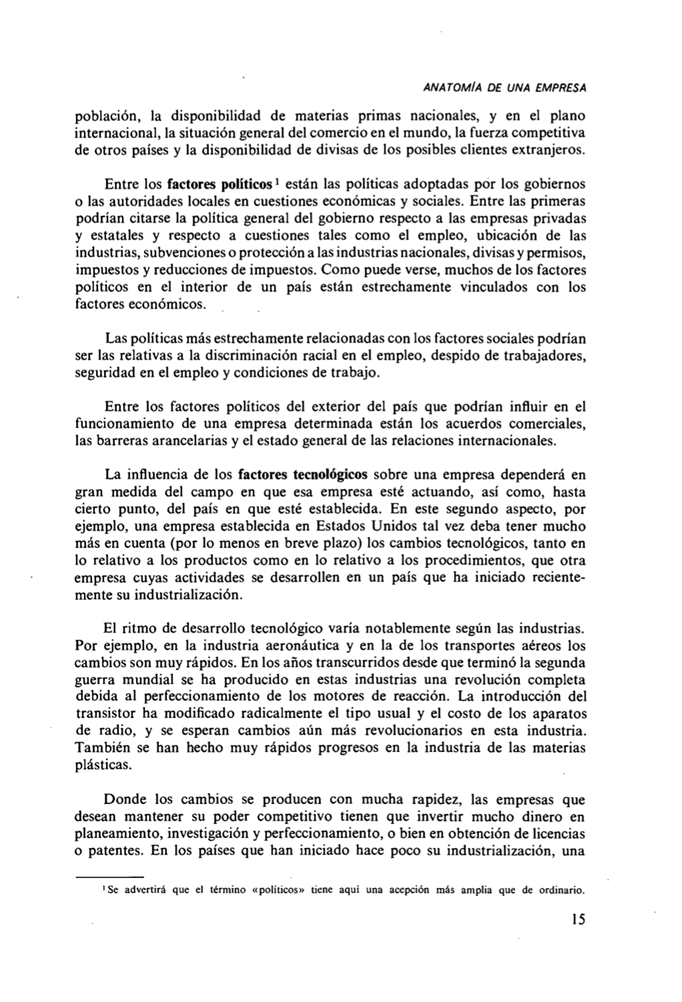 ANATOMÍA DE UNA EMPRESA
población, la disponibilidad de materias primas nacionales, y en el plano
internacional, la situación general del comercio en el mundo, la fuerza competitiva
de otros países y la disponibilidad de divisas de los posibles clientes extranjeros.
Entre los factores políticos¹ están las políticas adoptadas por los gobiernos
o las autoridades locales en cuestiones económicas y sociales. Entre las primeras
podrían citarse la política general del gobierno respecto a las empresas privadas
y estatales y respecto a cuestiones tales como el empleo, ubicación de las
industrias, subvenciones o protección a las industrias nacionales, divisas y permisos,
impuestos y reducciones de impuestos. Como puede verse, muchos de los factores
políticos en el interior de un país están estrechamente vinculados con los
factores económicos.
Las políticas más estrechamente relacionadas con los factores sociales podrían
ser las relativas a la discriminación racial en el empleo, despido de trabajadores,
seguridad en el empleo y condiciones de trabajo.
Entre los factores políticos del exterior del país que podrían influir en el
funcionamiento de una empresa determinada están los acuerdos comerciales,
las barreras arancelarias y el estado general de las relaciones internacionales.
La influencia de los factores tecnológicos sobre una empresa dependerá en
gran medida del campo en que esa empresa esté actuando, así como, hasta
cierto punto, del país en que esté establecida. En este segundo aspecto, por
ejemplo, una empresa establecida en Estados Unidos tal vez deba tener mucho
más en cuenta (por lo menos en breve plazo) los cambios tecnológicos, tanto en
lo relativo a los productos como en lo relativo a los procedimientos, que otra
empresa cuyas actividades se desarrollen en un país que ha iniciado reciente-
mente su industrialización.
El ritmo de desarrollo tecnológico varía notablemente según las industrias.
Por ejemplo, en la industria aeronáutica y en la de los transportes aéreos los
cambios son muy rápidos. En los años transcurridos desde que terminó la segunda
guerra mundial se ha producido en estas industrias una revolución completa
debida al perfeccionamiento de los motores de reacción. La introducción del
transistor ha modificado radicalmente el tipo usual y el costo de los aparatos
de radio, y se esperan cambios aún más revolucionarios en esta industria.
También se han hecho muy rápidos progresos en la industria de las materias
plásticas.
Donde los cambios se producen con mucha rapidez, las empresas que
desean mantener su poder competitivo tienen que invertir mucho dinero en
planeamiento, investigación y perfeccionamiento, o bien en obtención de licencias
o patentes. En los países que han iniciado hace poco su industrialización, una
¹ Se advertirá que el término «políticos» tiene aquí una acepción más amplia que de ordinario.
15